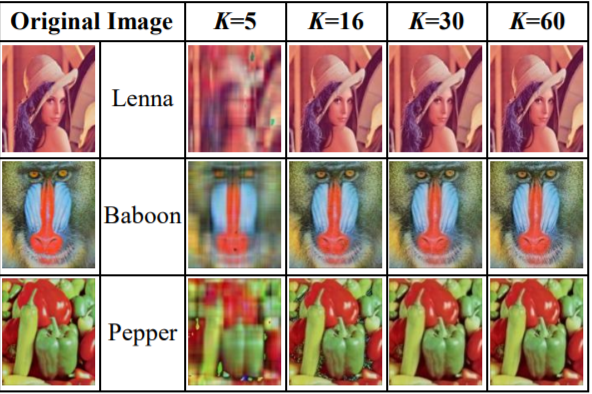 Original Image K=5 K=16 K=30 K=60
Lenna
Baboon
Pepper